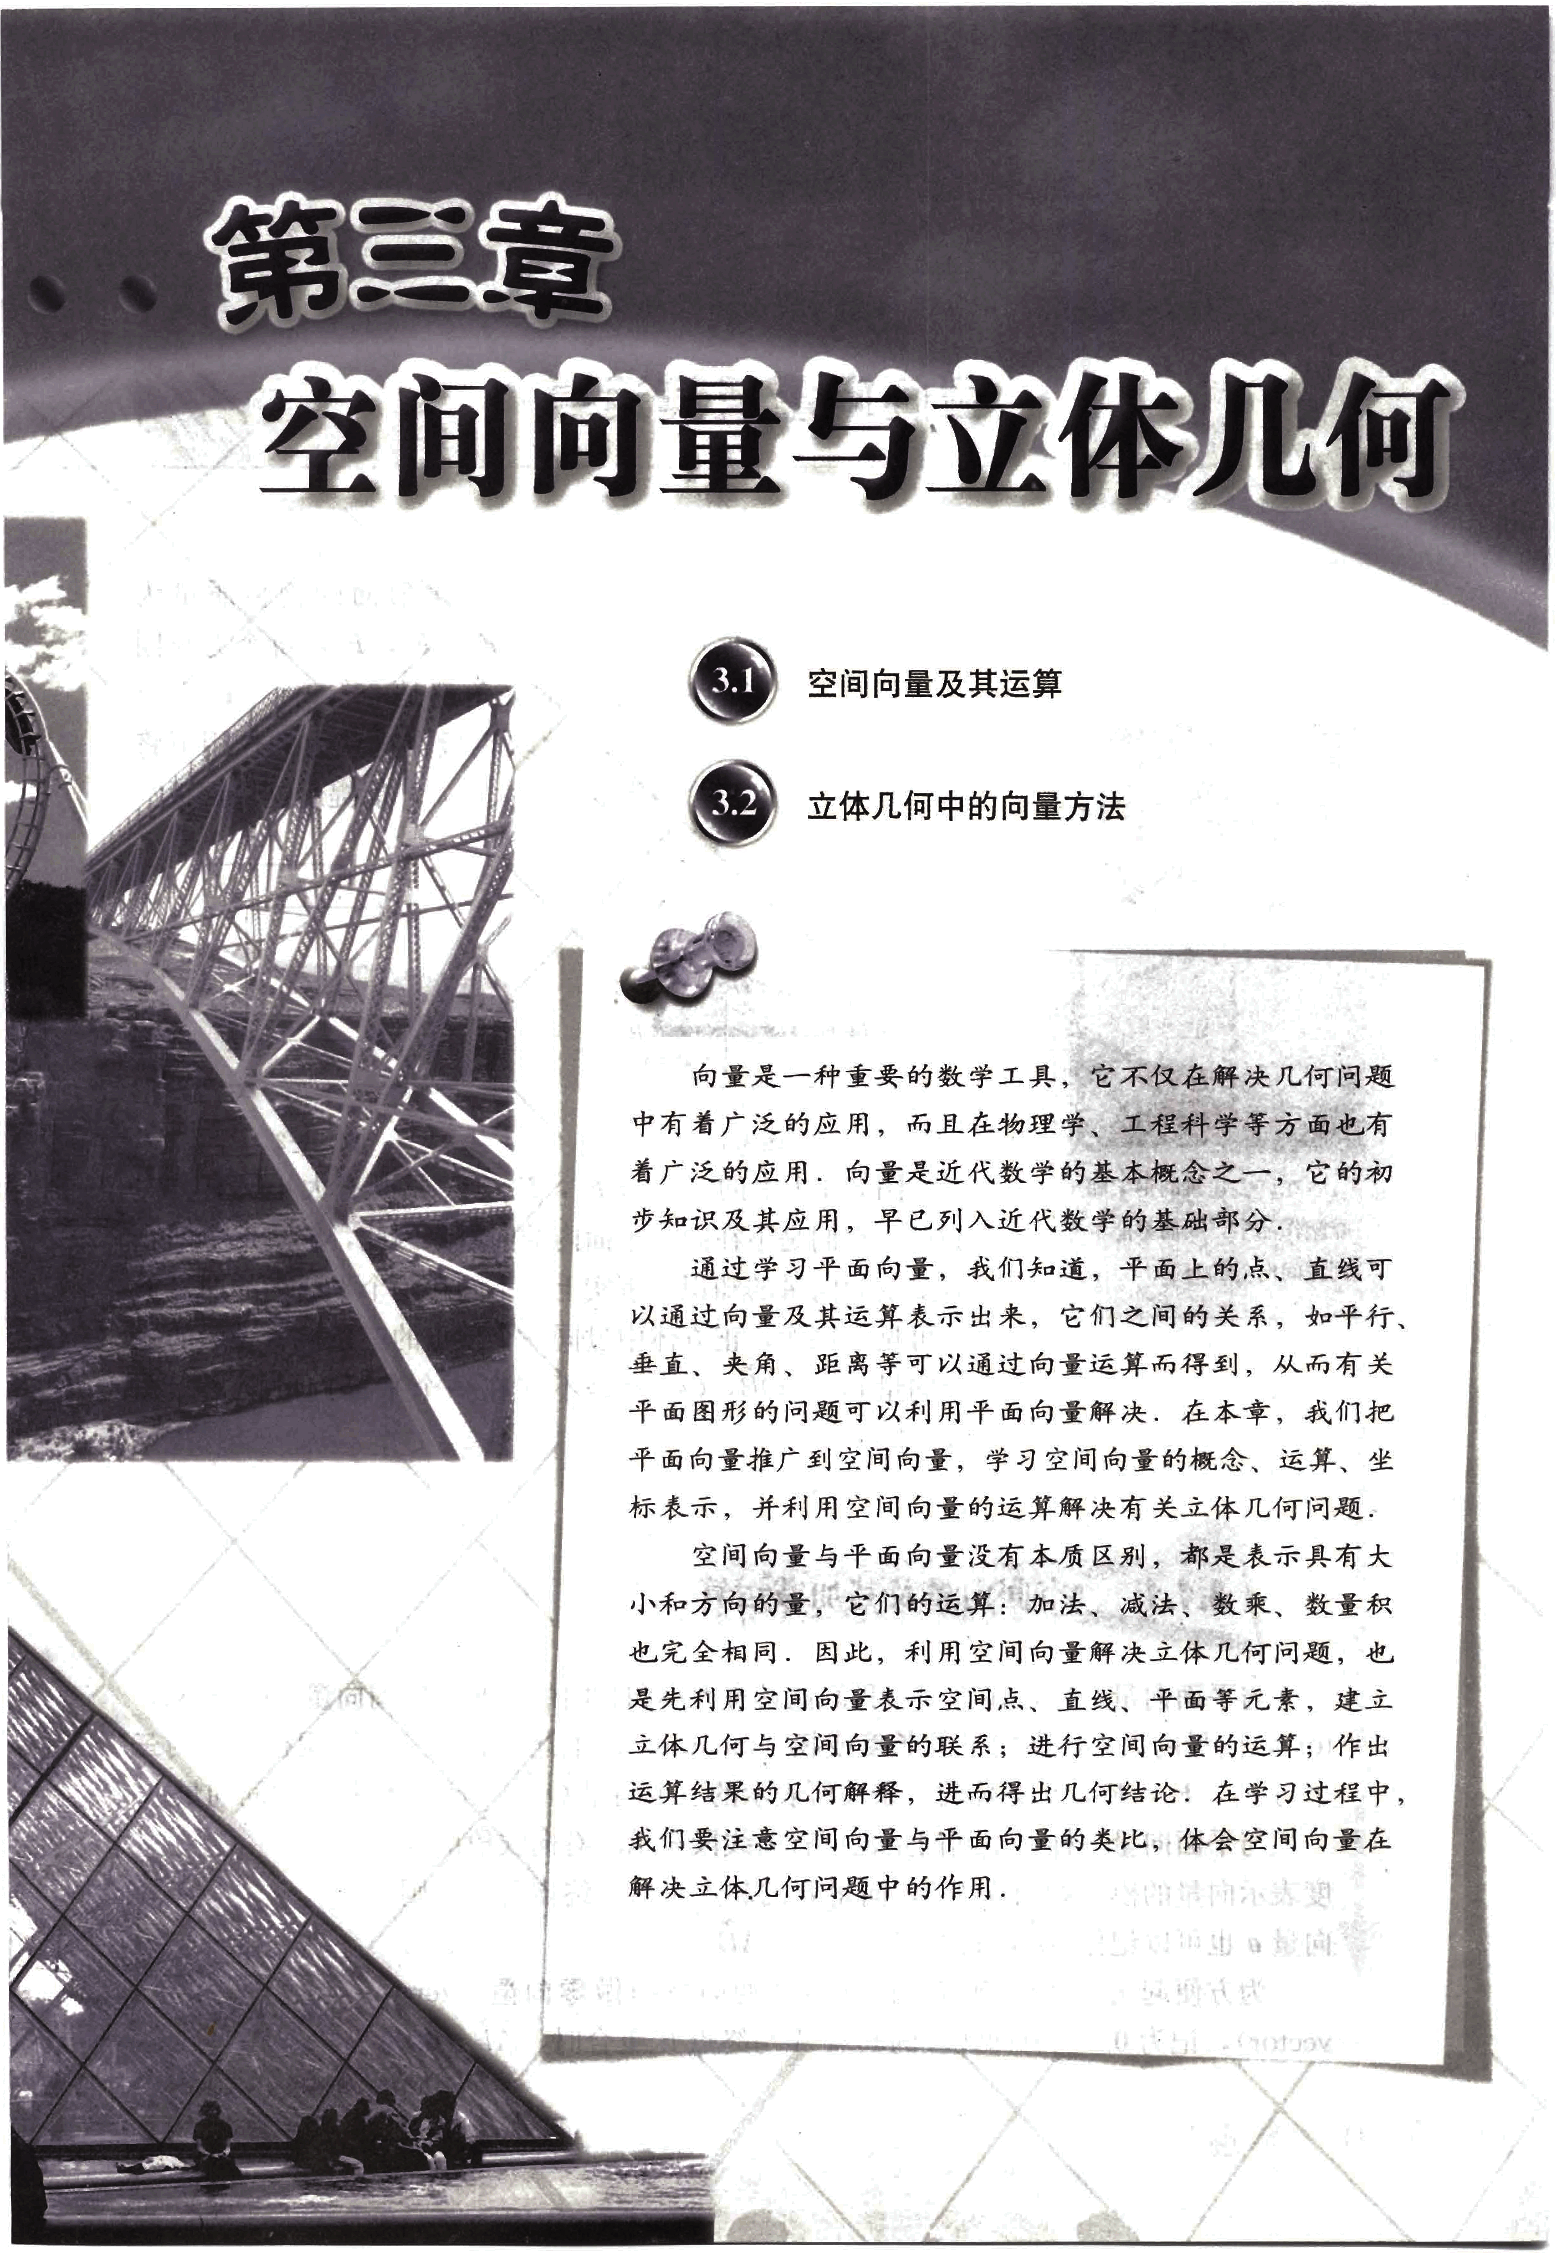 第三章
空间向量与立体几何
3.1 空间向量及其运算
3.2 立体几何中的向量方法
向量是一种重要的数学工具，它不仅在解决几何问题
中有着广泛的应用，而且在物理学、工程科学等方面也有
着广泛的应用．向量是近代数学的基本概念之一，它的初
步知识及其应用，早已列入近代数学的基础部分．
通过学习平面向量，我们知道，平面上的点、直线可
以通过向量及其运算表示出来，它们之间的关系，如平行、
垂直、夹角、距离等可以通过向量运算而得到，从而有关
平面图形的问题可以利用平面向量解决．在本章，我们把
平面向量推广到空间向量，学习空间向量的概念、运算、坐
标表示，并利用空间向量的运算解决有关立体几何问题．
空间向量与平面向量没有本质区别，都是表示具有大
小和方向的量，它们的运算：加法、减法、数乘、数量积
也完全相同．因此，利用空间向量解决立体几何问题，也
是先利用空间向量表示空间点、直线、平面等元素，建立
立体几何与空间向量的联系；进行空间向量的运算；作出
运算结果的几何解释，进而得出几何结论．在学习过程中，
我们要注意空间向量与平面向量的类比，体会空间向量在
解决立体几何问题中的作用．